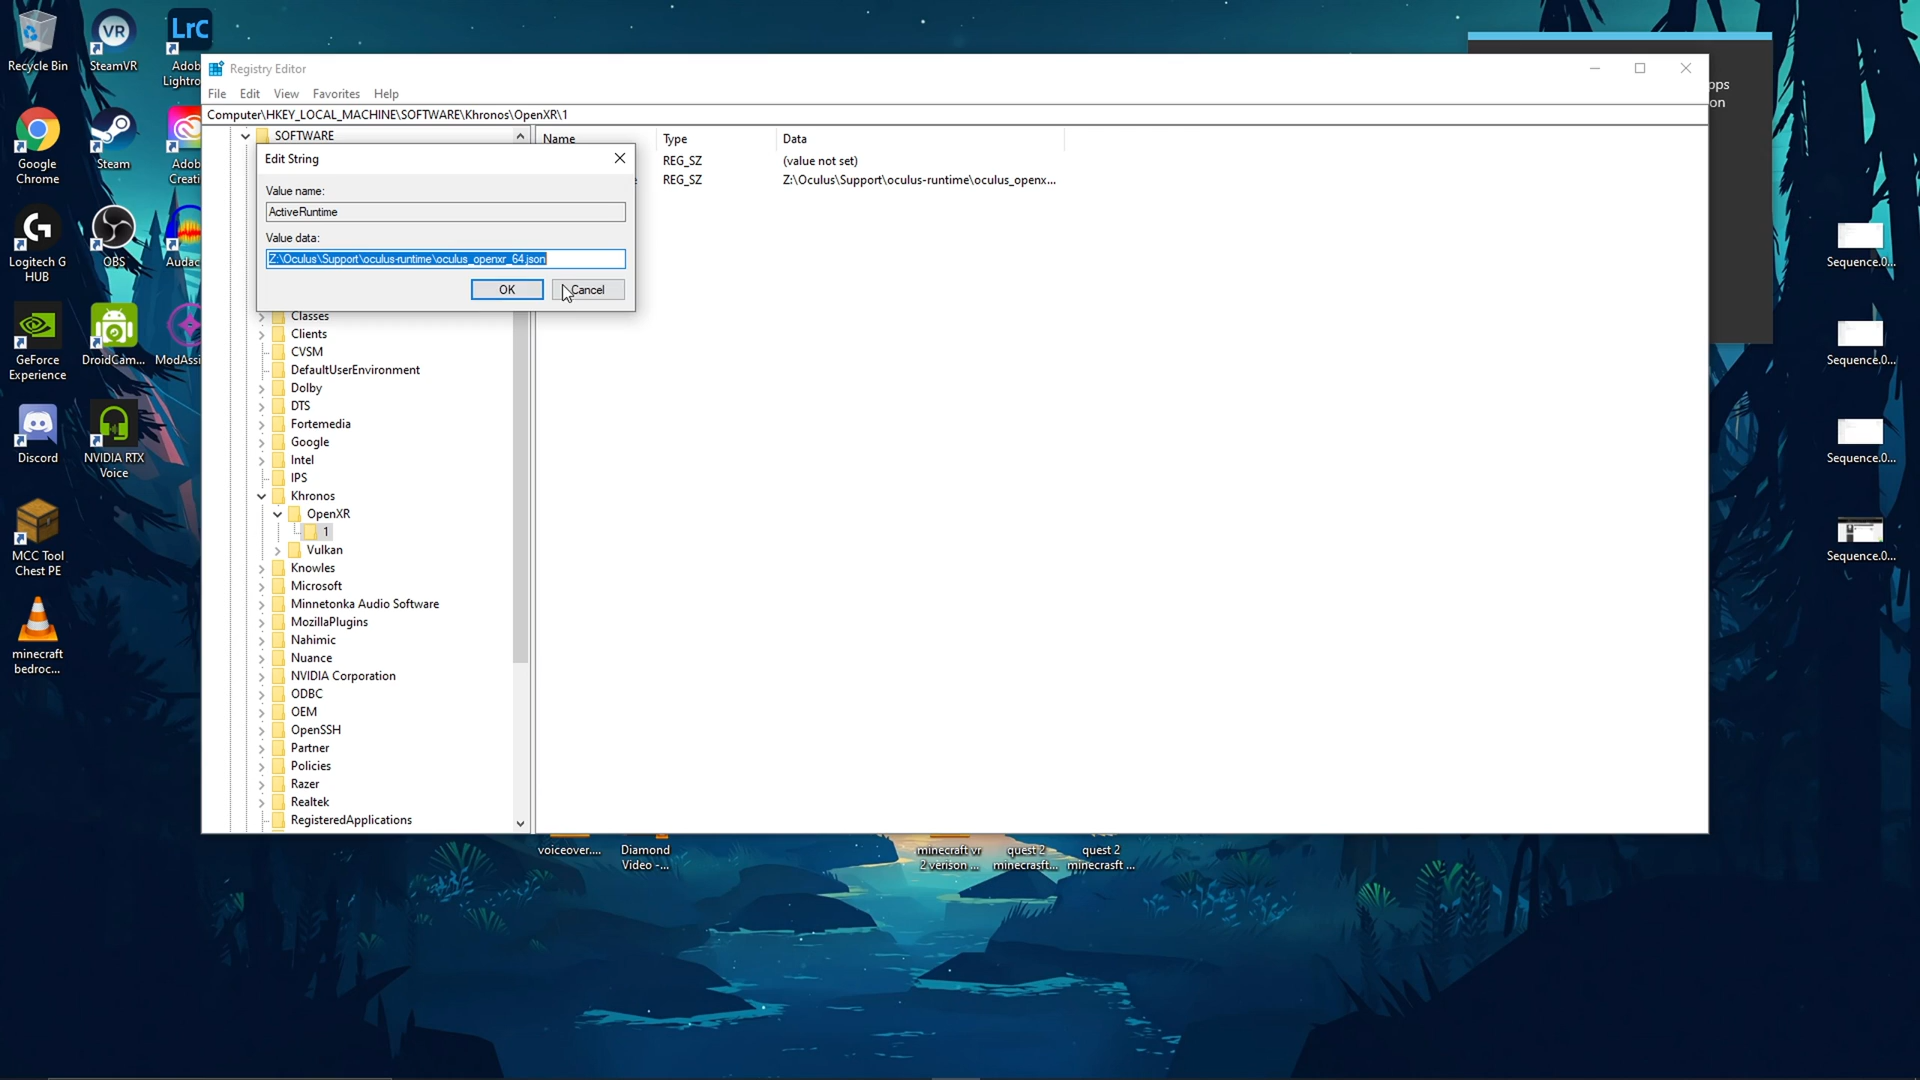 Recycle Bin
SteamVR
LrC
Adob
Lightro
Google
Chrome
Steam
Adob
Creati
Logitech G
HUB
OBS
Audac
GeForce
Experience
DroidCam...
ModAssi
Discord
NVIDIA RTX
Voice
MCC Tool
Chest PE
minecraft
bedroc...
Registry Editor
File Edit View Favorites Help
Computer\HKEY_LOCAL_MACHINE\SOFTWARE\Khronos\OpenXR\1
SOFTWARE
Name Type Data
REG_SZ (value not set)
REG_SZ Z:\Oculus\Support\oculus-runtime\oculus_openx...
Edit String
Value name:
ActiveRuntime
Value data:
Z:\Oculus\Support\oculus-runtime\oculus_openxr_64.json
OK Cancel
Classes
Clients
CVSM
DefaultUserEnvironment
Dolby
DTS
Fortemedia
Google
Intel
IPS
Khronos
OpenXR
1
Vulkan
Knowles
Microsoft
Minnetonka Audio Software
MozillaPlugins
Nahimic
Nuance
NVIDIA Corporation
ODBC
OEM
OpenSSH
Partner
Policies
Razer
Realtek
RegisteredApplications
pps
on
Sequence.0...
Sequence.0...
Sequence.0...
Sequence.0...
voiceover....
Diamond
Video -...
minecraft vr
2 verison ...
quest 2
minecrasft...
quest 2
minecrasft ...